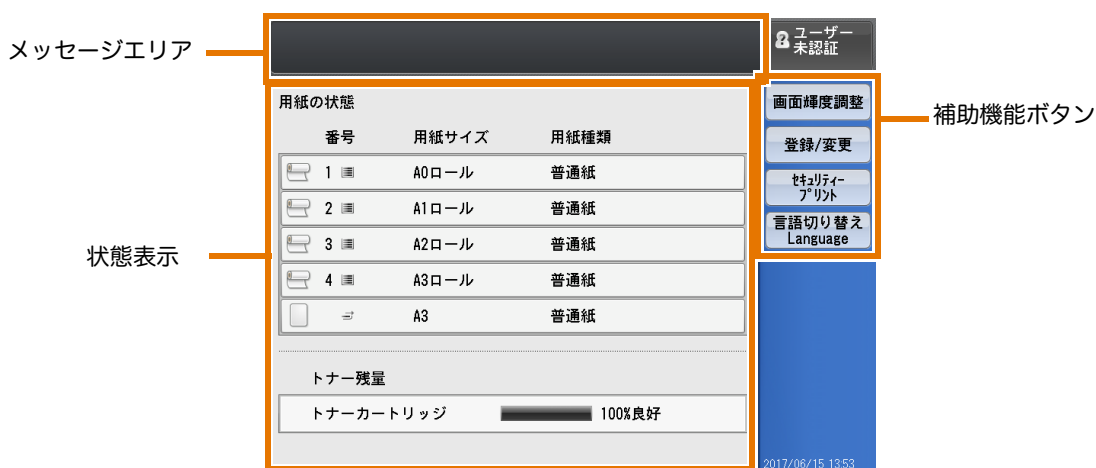 メッセージエリア
ユーザー
未認証
用紙の状態
番号 用紙サイズ 用紙種類
1 A0ロール 普通紙
2 A1ロール 普通紙
3 A2ロール 普通紙
4 A3ロール 普通紙
A3 普通紙
トナー残量
トナーカートリッジ 100%良好
状態表示
画面輝度調整
登録/変更
ｾｷｭﾘﾃｨｰ
ﾌﾟﾘﾝﾄ
言語切り替え
Language
補助機能ボタン
2017/06/15 13:53